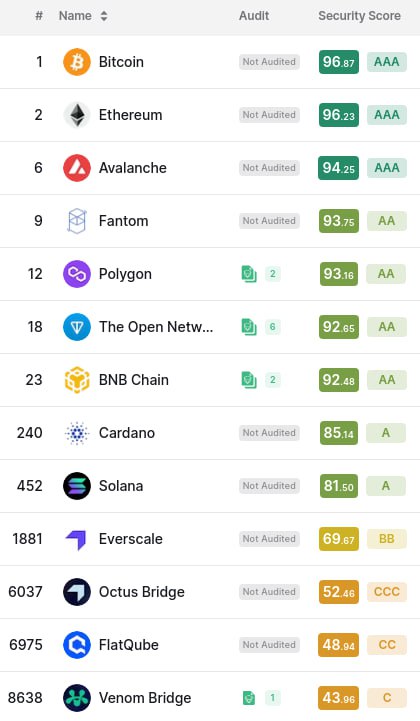 # Name Audit Security Score
1 Bitcoin Not Audited 96.87 AAA
2 Ethereum Not Audited 96.23 AAA
6 Avalanche Not Audited 94.25 AAA
9 Fantom Not Audited 93.75 AA
12 Polygon 2 93.16 AA
18 The Open Netw... 6 92.65 AA
23 BNB Chain 2 92.48 AA
240 Cardano Not Audited 85.14 A
452 Solana Not Audited 81.50 A
1881 Everscale Not Audited 69.67 BB
6037 Octus Bridge Not Audited 52.46 CCC
6975 FlatQube Not Audited 48.94 CC
8638 Venom Bridge 1 43.96 C